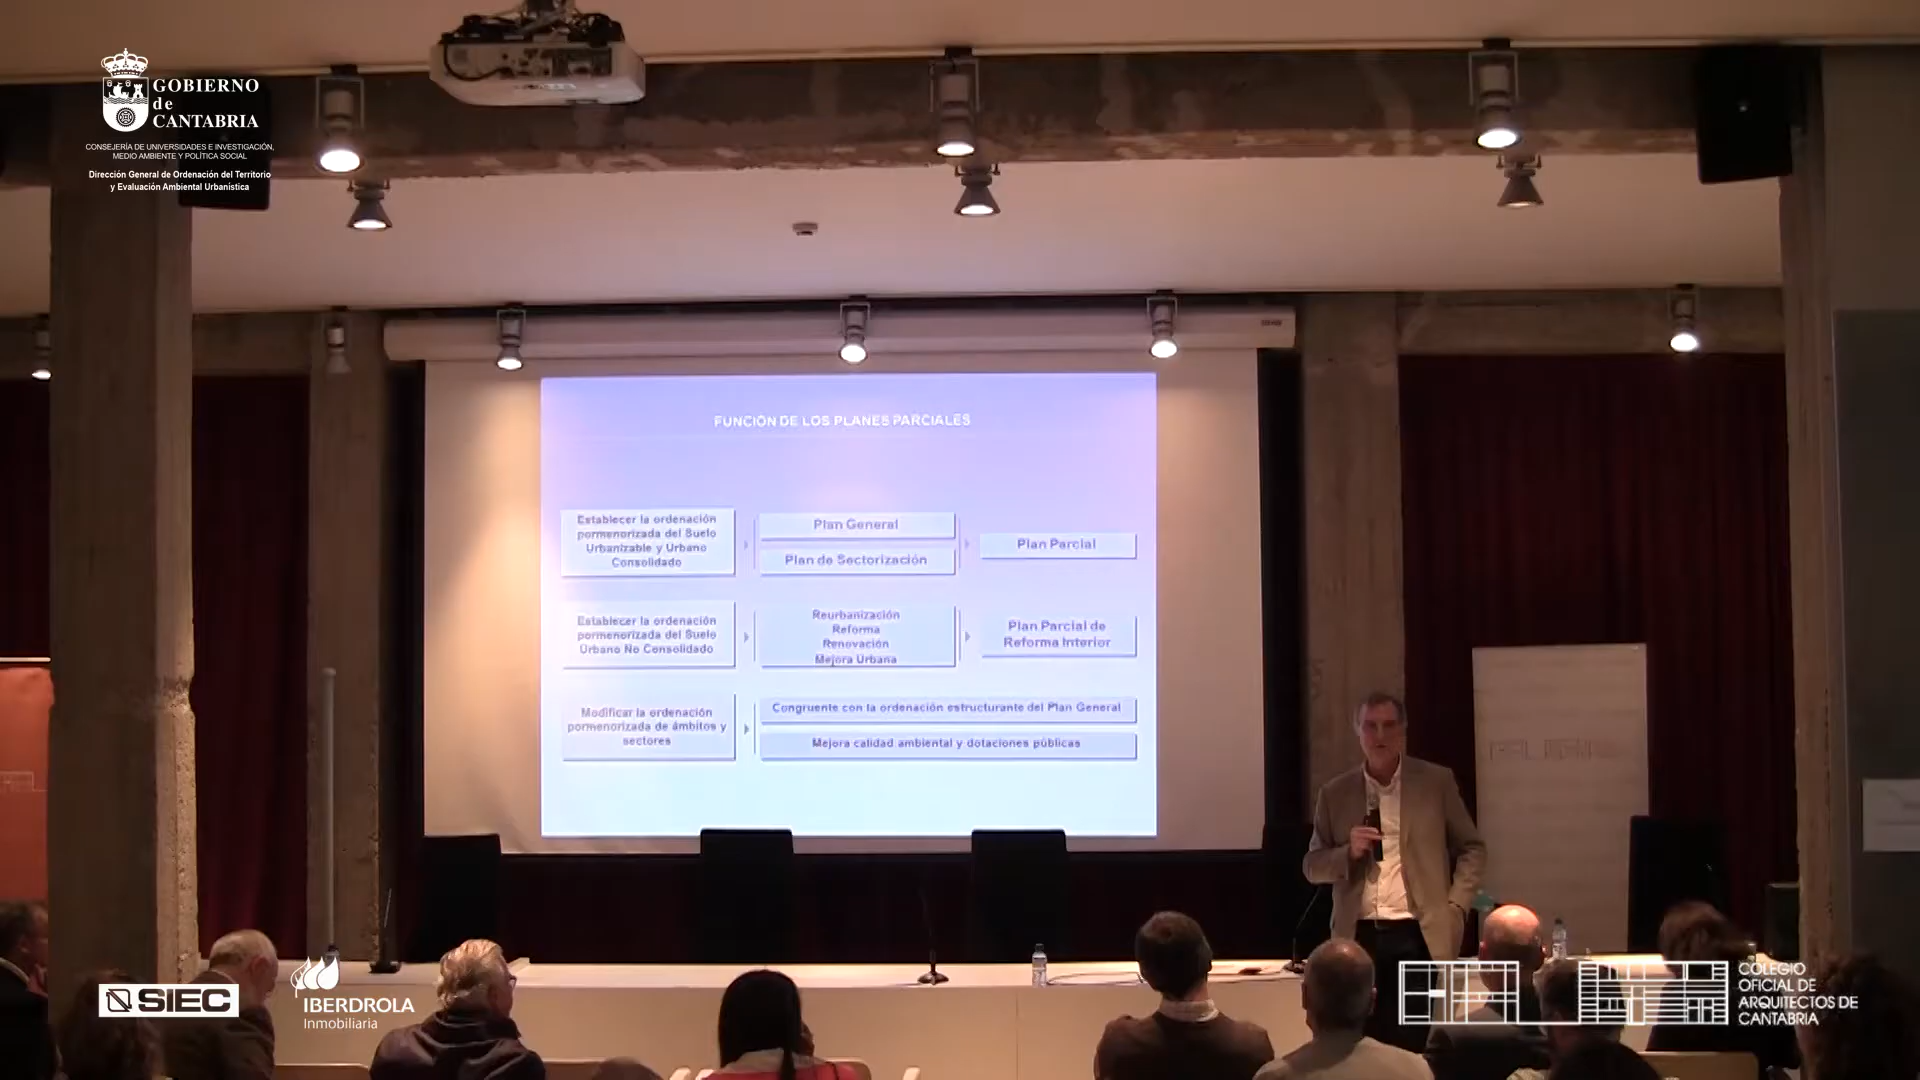 GOBIERNO
de
CANTABRIA
CONSEJERÍA DE UNIVERSIDADES E INVESTIGACIÓN,
MEDIO AMBIENTE Y POLÍTICA SOCIAL
Dirección General de Ordenación del Territorio
y Evaluación Ambiental Urbanística
FUNCIÓN DE LOS PLANES PARCIALES
Establecer la ordenación
pormenorizada del Suelo
Urbanizable y Urbano
Consolidado
Plan General
Plan de Sectorización
Plan Parcial
Establecer la ordenación
pormenorizada del Suelo
Urbano No Consolidado
Reurbanización
Reforma
Renovación
Mejora Urbana
Plan Parcial de
Reforma Interior
Modificar la ordenación
pormenorizada de ámbitos y
sectores
Congruente con la ordenación estructurante del Plan General
Mejora calidad ambiental y dotaciones públicas
SIEC
IBERDROLA
Inmobiliaria
COLEGIO
OFICIAL DE
ARQUITECTOS DE
CANTABRIA